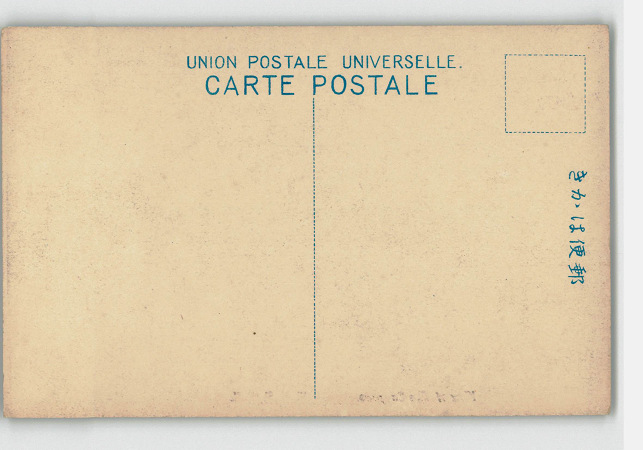 UNION POSTALE UNIVERSELLE.
CARTE POSTALE
きかは便郵